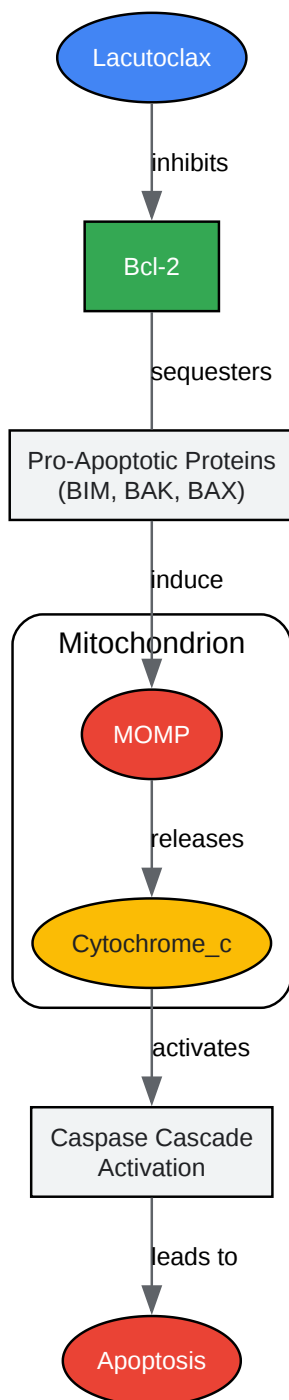 Lacutoclax
inhibits
Bcl-2
sequesters
Pro-Apoptotic Proteins
(BIM, BAK, BAX)
induce
Mitochondrion
MOMP
releases
Cytochrome_c
activates
Caspase Cascade
Activation
leads to
Apoptosis